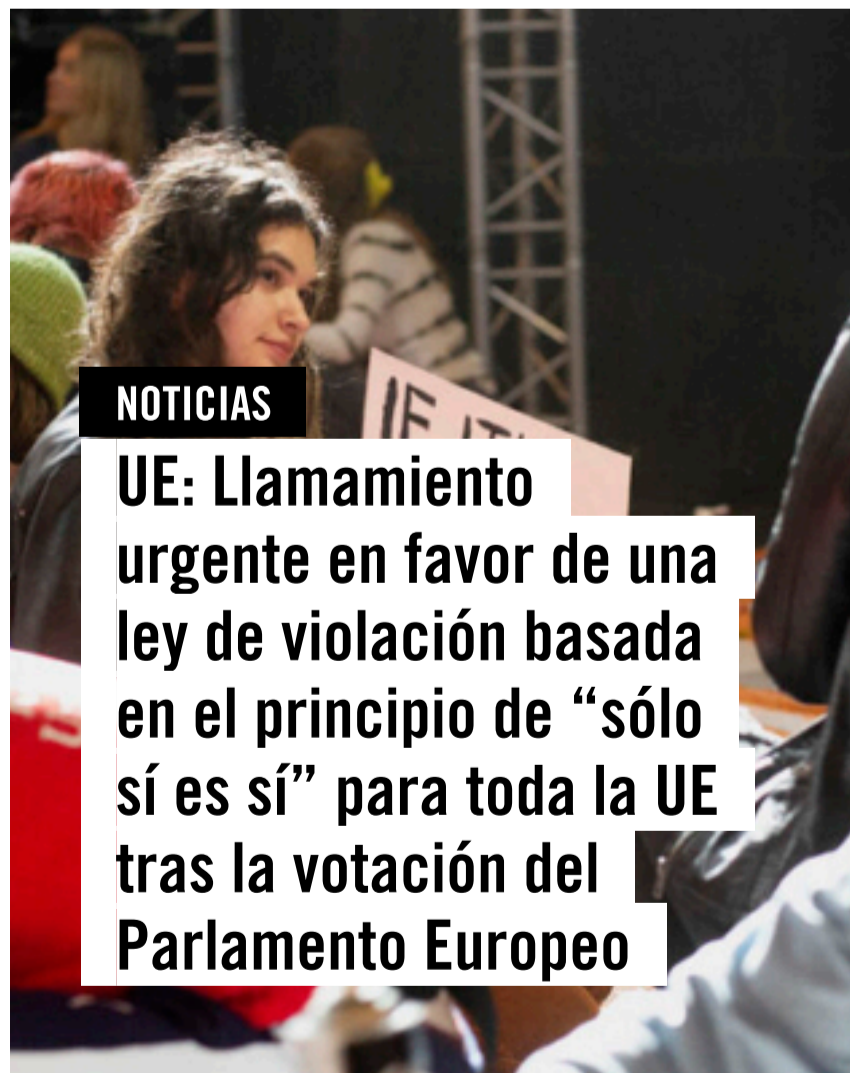 NOTICIAS
UE: Llamamiento
urgente en favor de una
ley de violación basada
en el principio de “sólo
sí es sí” para toda la UE
tras la votación del
Parlamento Europeo